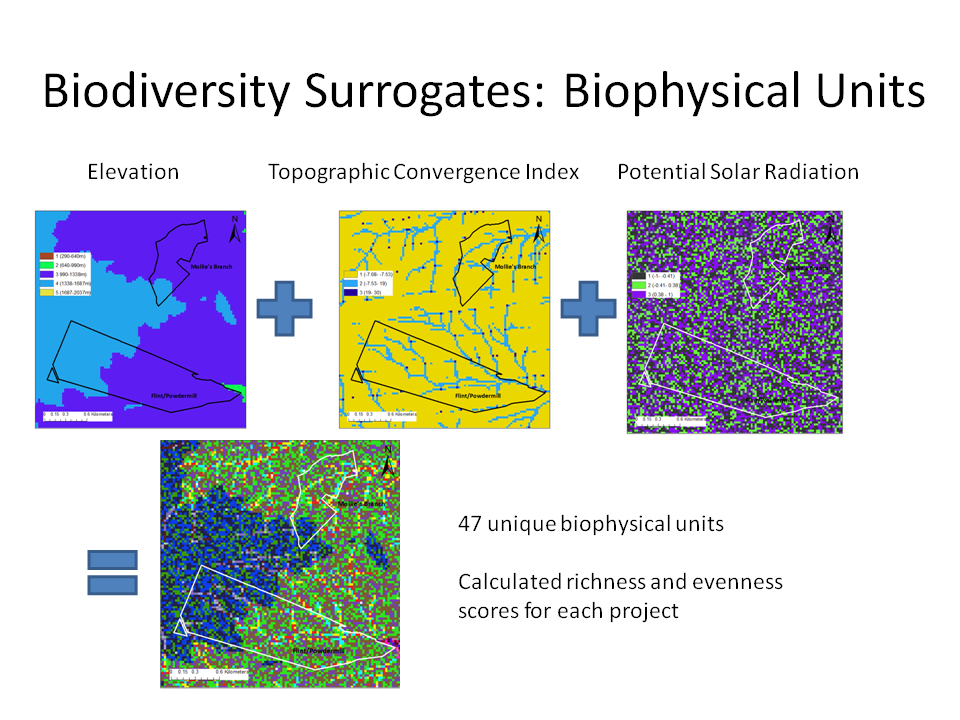 Biodiversity Surrogates: Biophysical Units
Elevation
Topographic Convergence Index
Potential Solar Radiation
N
Mollie's Branch
1 (290-640m)
2 (640-990m)
3 990-1338m)
4 (1338-1687m)
5 (1687-2037m)
Flint/Powdermill
0 0.15 0.3 0.6 Kilometers
N
Mollie's Branch
1 (-7.68- -7.53)
2 (-7.53- 19)
3 (19- 30)
Flint/Powdermill
0 0.15 0.3 0.6 Kilometers
N
1 (-1- -0.41)
2 (-0.41- 0.38)
3 (0.38 - 1)
0 0.15 0.3 0.6 Kilometers
N
Mollie's Branch
Flint/Powdermill
0 0.15 0.3 0.6 Kilometers
47 unique biophysical units
Calculated richness and evenness
scores for each project